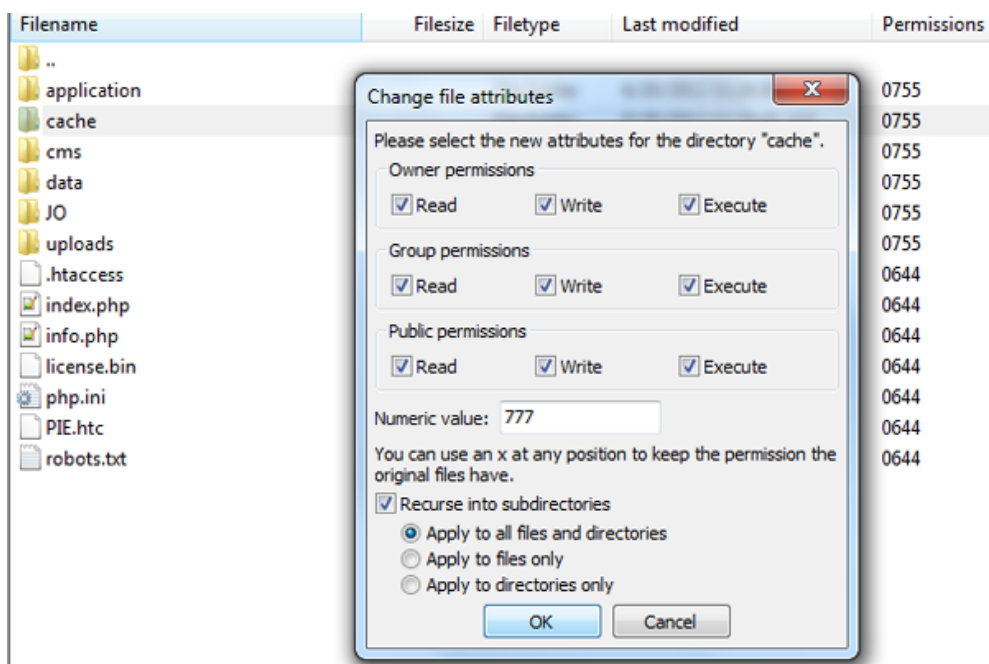 Filename Filesize Filetype Last modified Permissions
..
application 0755
cache 0755
cms 0755
data 0755
JO 0755
uploads 0755
.htaccess 0644
index.php 0644
info.php 0644
license.bin 0644
php.ini 0644
PIE.htc 0644
robots.txt 0644
Change file attributes
Please select the new attributes for the directory "cache".
Owner permissions
Read Write Execute
Group permissions
Read Write Execute
Public permissions
Read Write Execute
Numeric value: 777
You can use an x at any position to keep the permission the
original files have.
Recurse into subdirectories
Apply to all files and directories
Apply to files only
Apply to directories only
OK Cancel